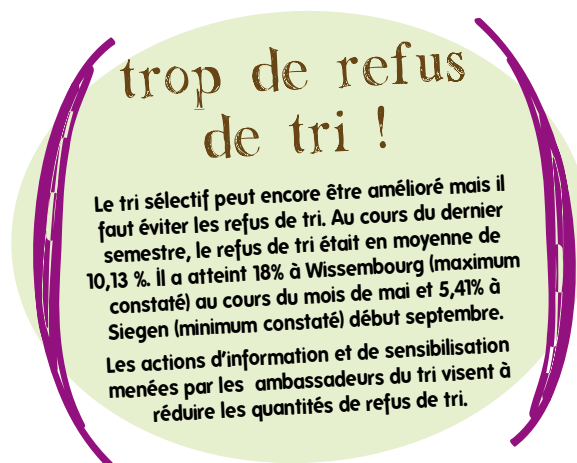 trop de refus
de tri !
Le tri sélectif peut encore être amélioré mais il
faut éviter les refus de tri. Au cours du dernier
semestre, le refus de tri était en moyenne de
10,13 %. Il a atteint 18% à Wissembourg (maximum
constaté) au cours du mois de mai et 5,41% à
Siegen (minimum constaté) début septembre.
Les actions d'information et de sensibilisation
menées par les ambassadeurs du tri visent à
réduire les quantités de refus de tri.